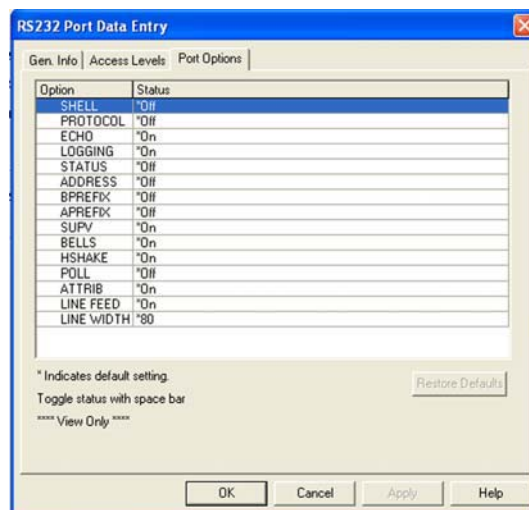 RS232 Port Data Entry
Gen. Info Access Levels Port Options
Option Status
SHELL *Off
PROTOCOL *Off
ECHO *On
LOGGING *On
STATUS *Off
ADDRESS *Off
BPREFIX *Off
APREFIX *Off
SUPV *On
BELLS *On
HSHAKE *On
POLL *Off
ATTRIB *On
LINE FEED *On
LINE WIDTH *80
* Indicates default setting.
Restore Defaults
Toggle status with space bar
**** View Only ****
OK Cancel Apply Help